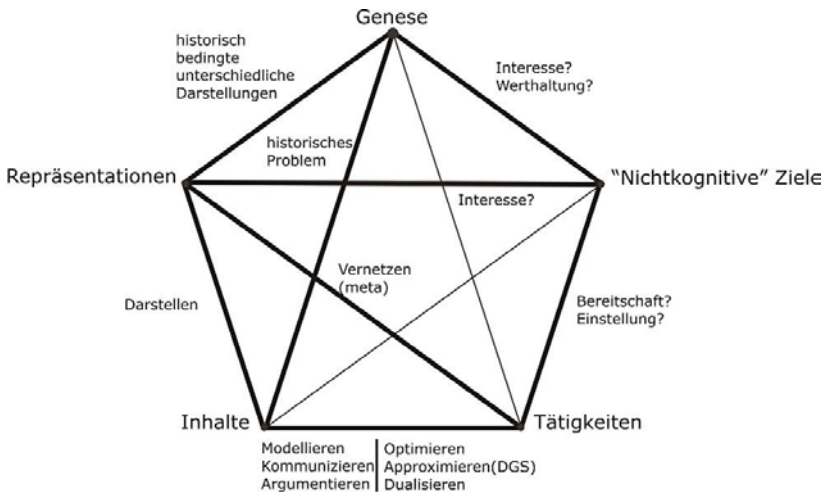 Genese
historisch
bedingte
unterschiedliche
Darstellungen
Interesse?
Werthaltung?
historisches
Problem
Repräsentationen
"Nichtkognitive" Ziele
Interesse?
Vernetzen
(meta)
Darstellen
Bereitschaft?
Einstellung?
Inhalte
Tätigkeiten
Modellieren
Kommunizieren
Argumentieren
Optimieren
Approximieren(DGS)
Dualisieren